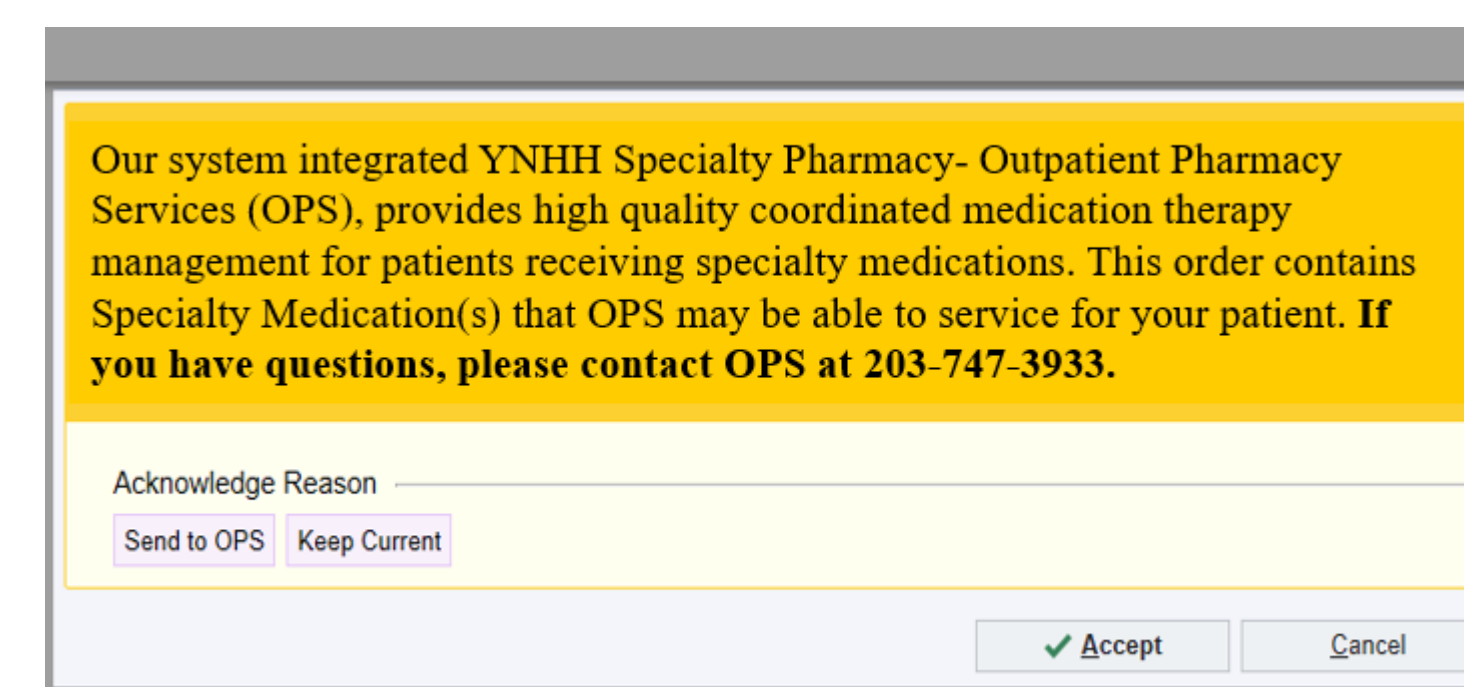 Our system integrated YNHH Specialty Pharmacy- Outpatient Pharmacy
Services (OPS), provides high quality coordinated medication therapy
management for patients receiving specialty medications. This order contains
Specialty Medication(s) that OPS may be able to service for your patient. If
you have questions, please contact OPS at 203-747-3933.
Acknowledge Reason
Send to OPS Keep Current
Accept Cancel